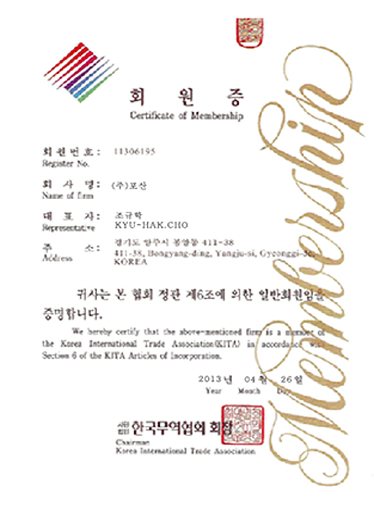 회 원 증
Certificate of Membership
회 원 번 호 : 11306195
Register No.
회 사 명 : (주)포산
Name of firm
대 표 자 : 조규학
Representative KYU-HAK.CHO
주 소 : 경기도 양주시 봉양동 411-38
Address 411-38, Bongyang-ding, Yangju-si, Gyeonggi-do,
KOREA
귀사는 본 협회 정관 제6조에 의한 일반회원임을
증명합니다.
We hereby certify that the above-mentioned firm is a member of
the Korea International Trade Association(KITA) in accordance with
Section 6 of the KITA Articles of Incorporation.
2013 년 04 월 26 일
Year Month Day
사단법인 한국무역협회 회장
Chairman
Korea International Trade Association
Membership